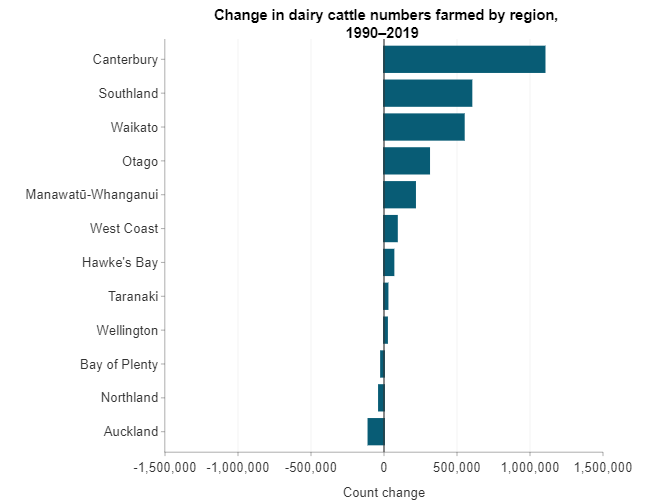 Change in dairy cattle numbers farmed by region,
1990–2019
Canterbury
Southland
Waikato
Otago
Manawatū-Whanganui
West Coast
Hawke's Bay
Taranaki
Wellington
Bay of Plenty
Northland
Auckland
-1,500,000 -1,000,000 -500,000 0 500,000 1,000,000 1,500,000
Count change